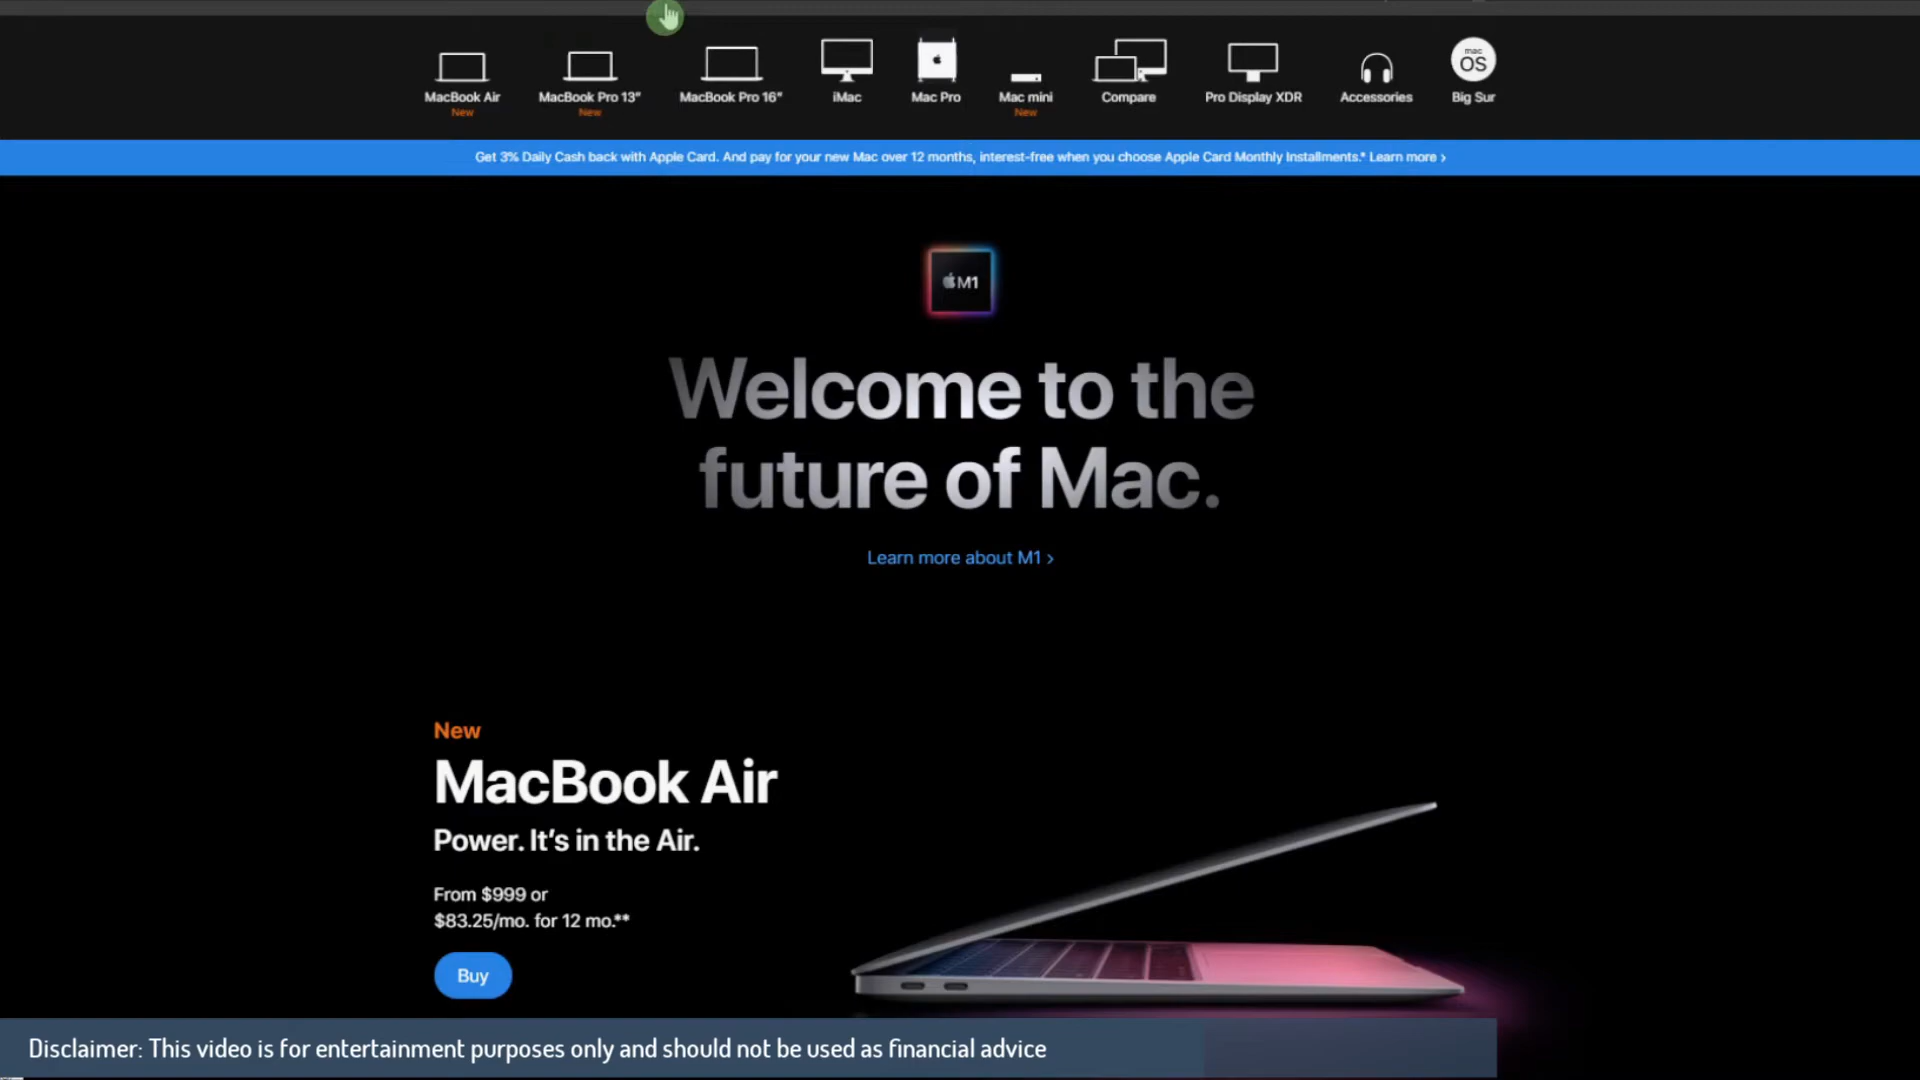 MacBook Air
New
MacBook Pro 13”
New
MacBook Pro 16”
iMac
Mac Pro
Mac mini
New
Compare
Pro Display XDR
Accessories
mac
OS
Big Sur
Get 3% Daily Cash back with Apple Card. And pay for your new Mac over 12 months, interest-free when you choose Apple Card Monthly Installments.* Learn more ›
M1
Welcome to the
future of Mac.
Learn more about M1 ›
New
MacBook Air
Power. It’s in the Air.
From $999 or
$83.25/mo. for 12 mo.**
Buy
Disclaimer: This video is for entertainment purposes only and should not be used as financial advice